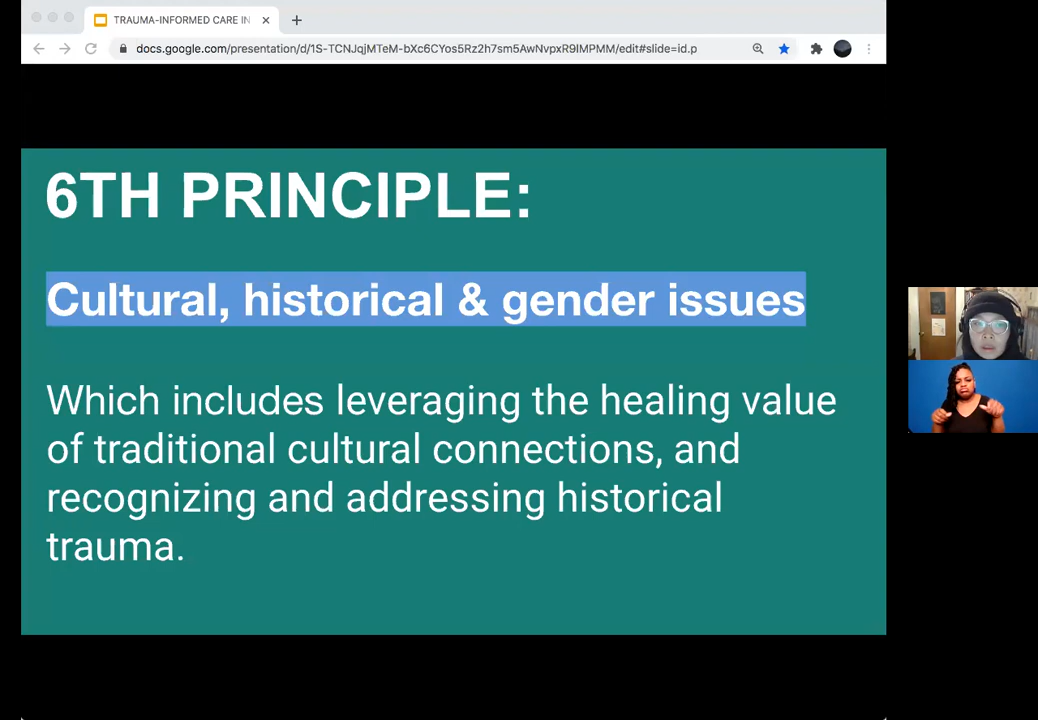 TRAUMA-INFORMED CARE IN
docs.google.com/presentation/d/1S-TCNJqjMTeM-bXc6CYos5Rz2h7sm5AwNvpxR9IMPMM/edit#slide=id.p
6TH PRINCIPLE:
Cultural, historical & gender issues
Which includes leveraging the healing value
of traditional cultural connections, and
recognizing and addressing historical
trauma.